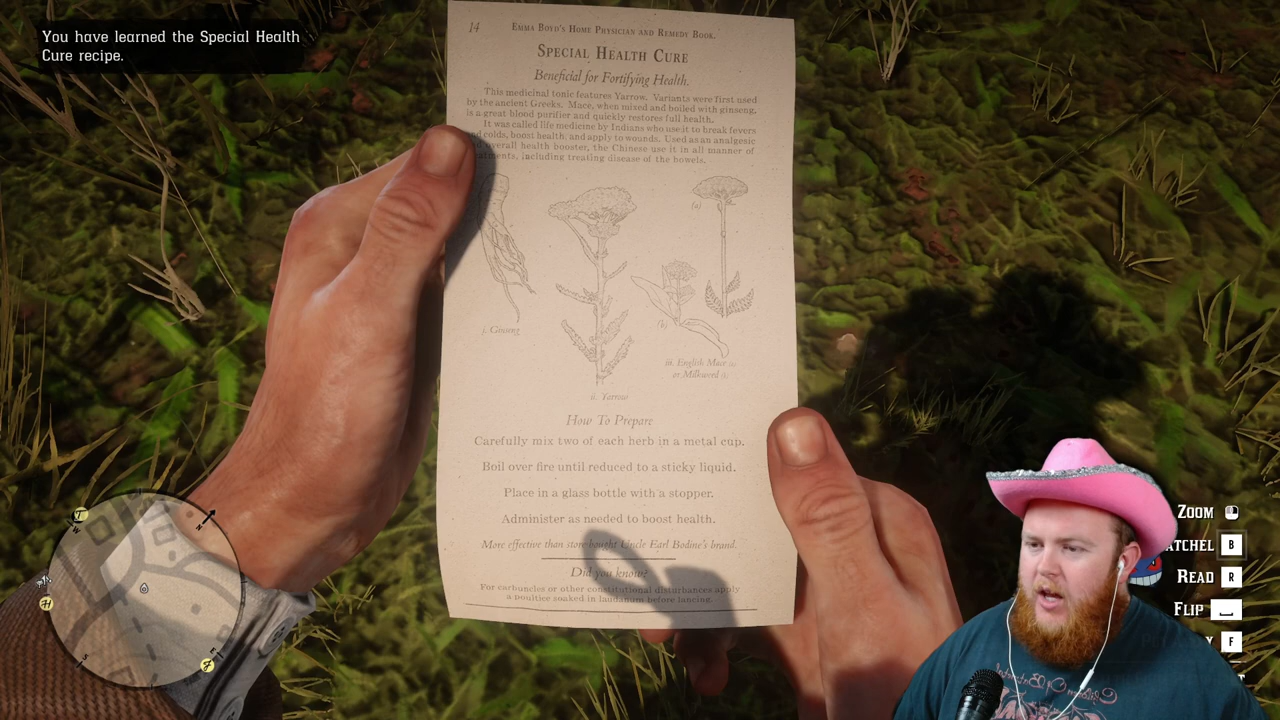 You have learned the Special Health
Cure recipe.
14 Emma Boyd's Home Physician and Remedy Book.
Special Health Cure
Beneficial for Fortifying Health.
This medicinal tonic features Yarrow. Variants were first used
by the ancient Greeks. Mace, when mixed and boiled with ginseng,
is a great blood purifier and quickly restores full health.
It was called life medicine by Indians who use it to break fevers
and colds, boost health, and apply to wounds. Used as an analgesic
overall health booster, the Chinese use it in all manner of
including treating disease of the bowels.
(a)
(b)
i. Ginseng
iii. English Mace (a)
or Milkweed
ii. Yarrow
How To Prepare
Carefully mix two of each herb in a metal cup.
Boil over fire until reduced to a sticky liquid.
Place in a glass bottle with a stopper.
Administer as needed to boost health.
More effective than store-bought Uncle Earl Bodine's brand.
Did you know?
For carbuncles or other constitutional disturbances apply
a poultice soaked in laudanum before lancing.
Zoom
atchel B
Read R
Flip
y F
N
W
S
E
H